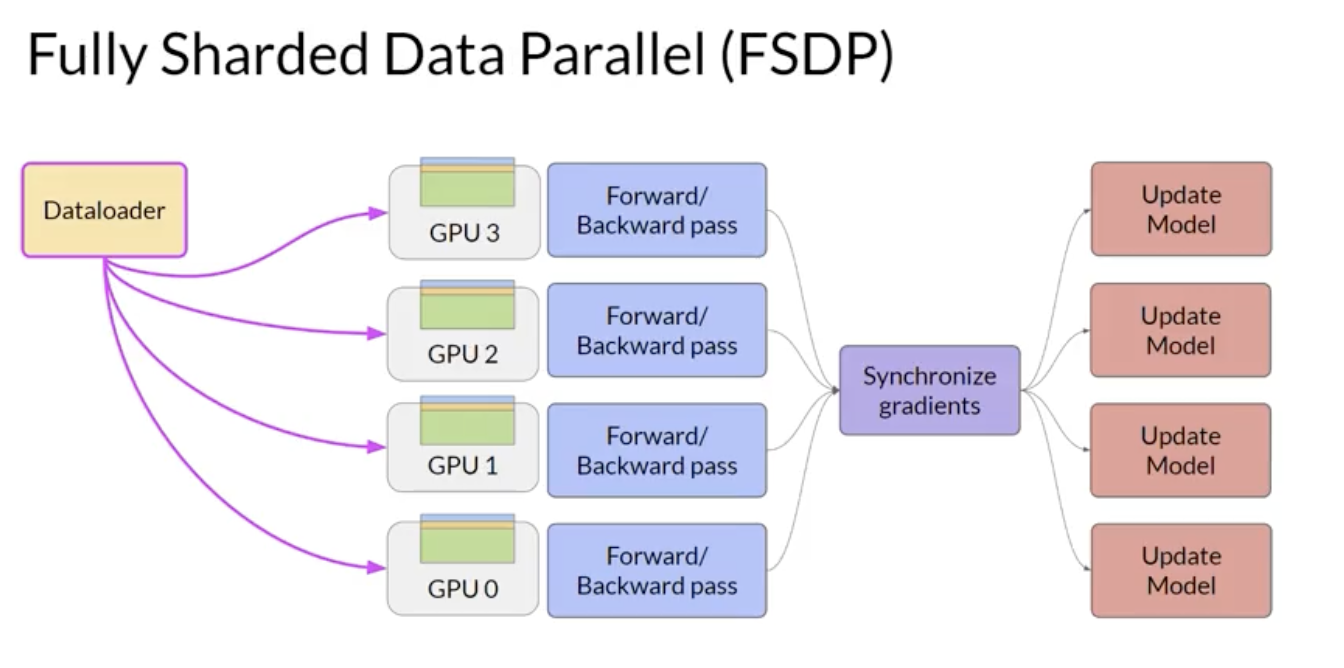 Fully Sharded Data Parallel (FSDP)
Dataloader
GPU 3
Forward/
Backward pass
Update
Model
GPU 2
Forward/
Backward pass
Update
Model
Synchronize
gradients
GPU 1
Forward/
Backward pass
Update
Model
GPU 0
Forward/
Backward pass
Update
Model